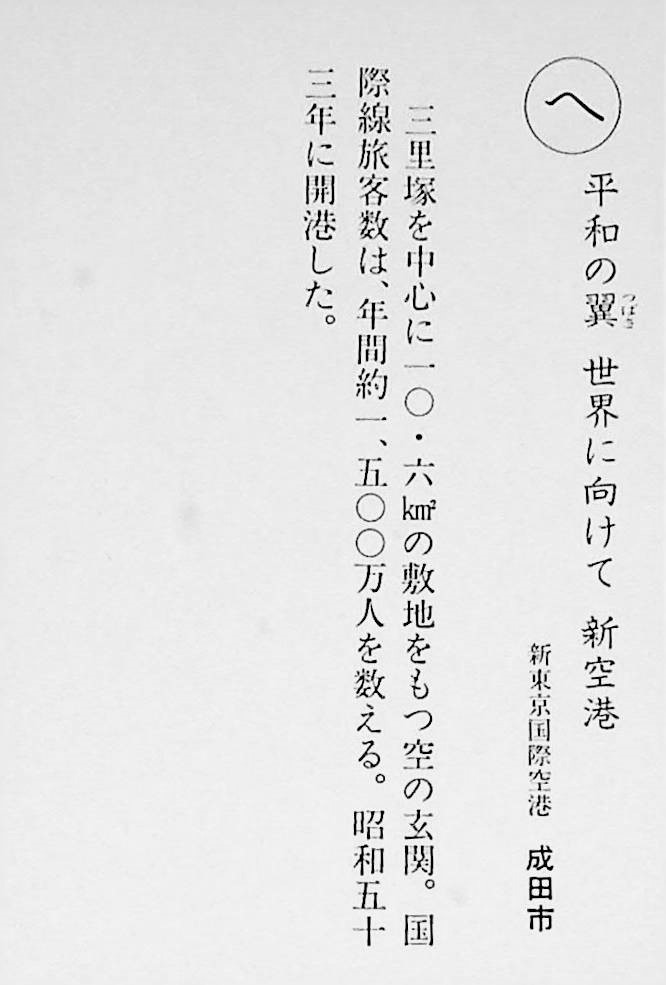 へ
平和の翼 世界に向けて 新空港
つばさ
新東京国際空港 成田市
三里塚を中心に一〇・六㎢の敷地をもつ空の玄関。国
際線旅客数は、年間約一、五〇〇万人を数える。昭和五十
三年に開港した。